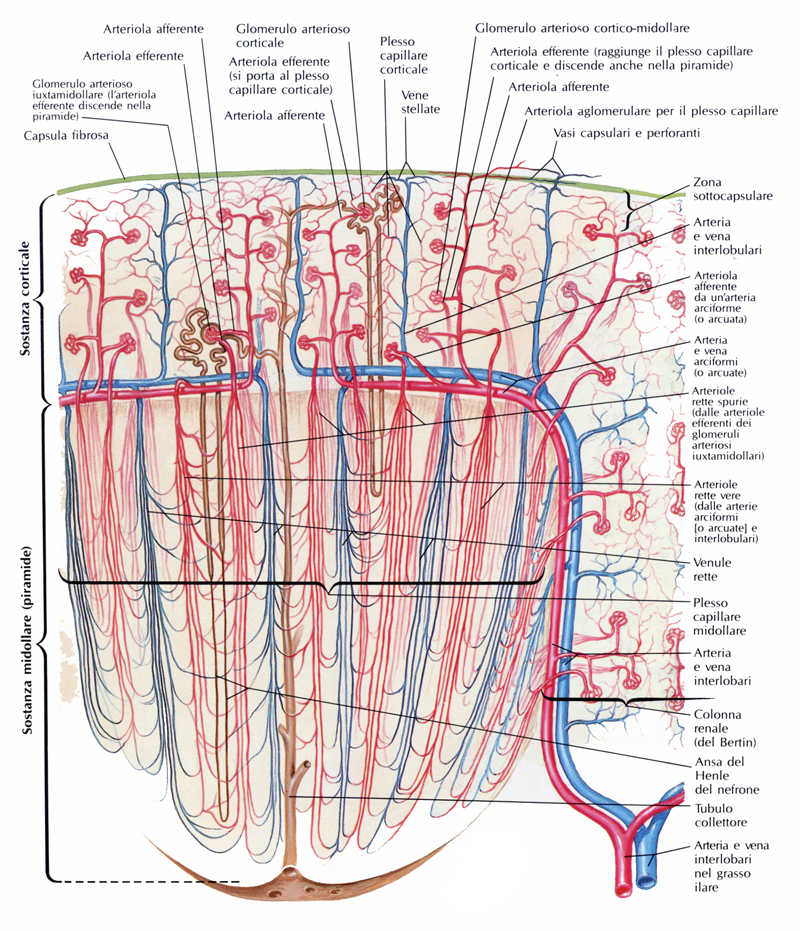 Arteriola afferente
Arteriola efferente
Glomerulo arterioso
iuxtamidollare (l'arteriola
efferente discende nella
piramide)
Capsula fibrosa
Glomerulo arterioso
corticale
Arteriola efferente
(si porta al plesso
capillare corticale)
Arteriola afferente
Plesso
capillare
corticale
Vene
stellate
Glomerulo arterioso cortico-midollare
Arteriola efferente (raggiunge il plesso capillare
corticale e discende anche nella piramide)
Arteriola afferente
Arteriola aglomerulare per il plesso capillare
Vasi capsulari e perforanti
Zona
sottocapsulare
Arteria
e vena
interlobulari
Arteriola
afferente
da un'arteria
arciforme
(o arcuata)
Arteria
e vena
arciformi
(o arcuate)
Arteriole
rette spurie
(dalle arteriole
efferenti dei
glomeruli
arteriosi
iuxtamidollari)
Arteriole
rette vere
(dalle arterie
arciformi
[o arcuate] e
interlobulari)
Venule
rette
Plesso
capillare
midollare
Arteria
e vena
interlobari
Colonna
renale
(del Bertin)
Ansa del
Henle
del nefrone
Tubulo
collettore
Arteria e vena
interlobari
nel grasso
ilare
Sostanza corticale
Sostanza midollare (piramide)